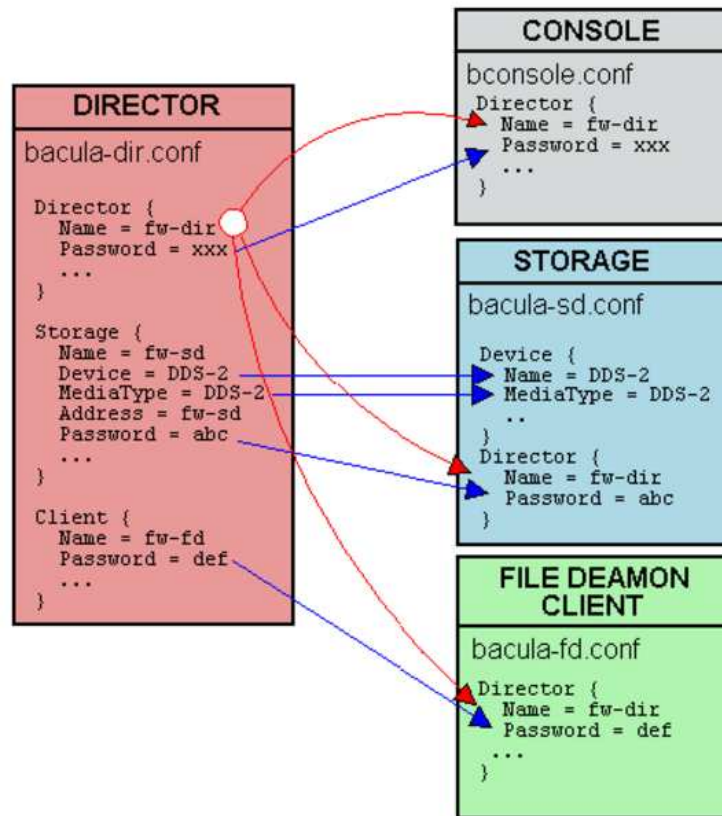 DIRECTOR
bacula-dir.conf
Director {
Name = fw-dir
Password = xxx
...
}
Storage {
Name = fw-sd
Device = DDS-2
MediaType = DDS-2
Address = fw-sd
Password = abc
...
}
Client {
Name = fw-fd
Password = def
...
}
CONSOLE
bconsole.conf
Director {
Name = fw-dir
Password = xxx
...
}
STORAGE
bacula-sd.conf
Device {
Name = DDS-2
MediaType = DDS-2
..
}
Director {
Name = fw-dir
Password = abc
}
FILE DEAMON
CLIENT
bacula-fd.conf
Director {
Name = fw-dir
Password = def
...
}